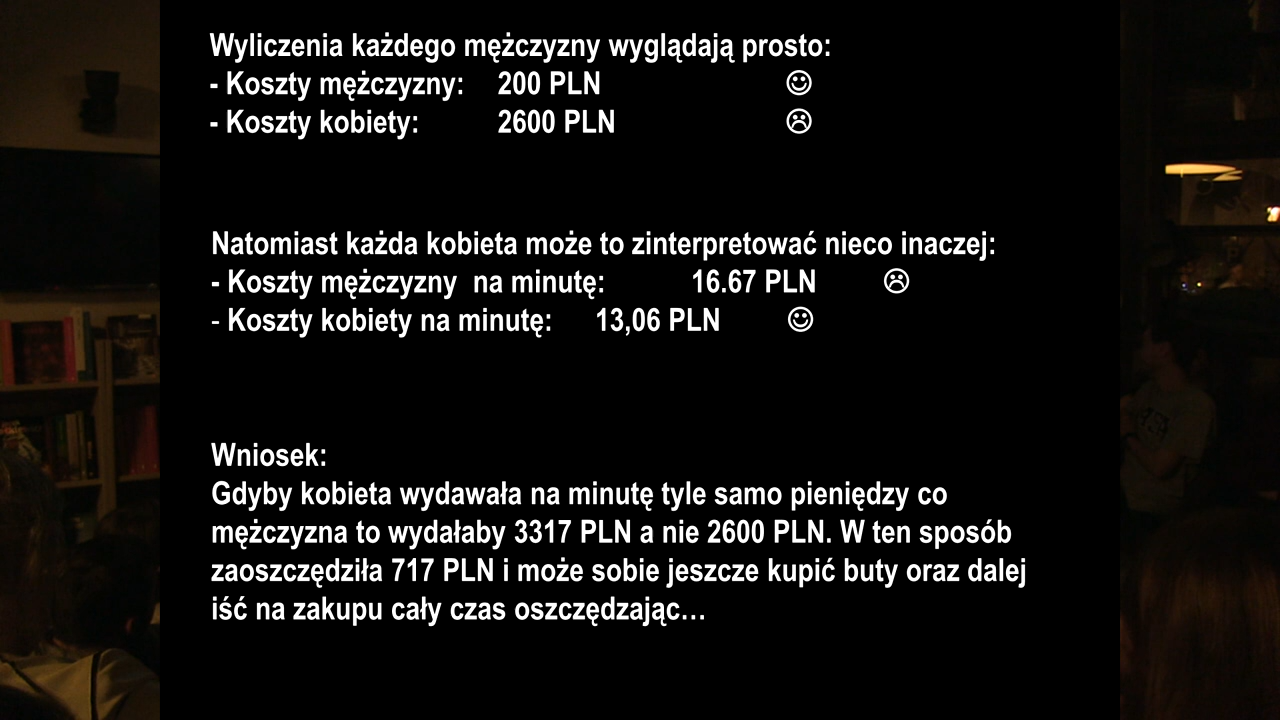 Wyliczenia każdego mężczyzny wyglądają prosto:
- Koszty mężczyzny: 200 PLN ☺
- Koszty kobiety: 2600 PLN ☹
Natomiast każda kobieta może to zinterpretować nieco inaczej:
- Koszty mężczyzny na minutę: 16.67 PLN ☹
- Koszty kobiety na minutę: 13,06 PLN ☺
Wniosek:
Gdyby kobieta wydawała na minutę tyle samo pieniędzy co
mężczyzna to wydałaby 3317 PLN a nie 2600 PLN. W ten sposób
zaoszczędziła 717 PLN i może sobie jeszcze kupić buty oraz dalej
iść na zakupu cały czas oszczędzając…